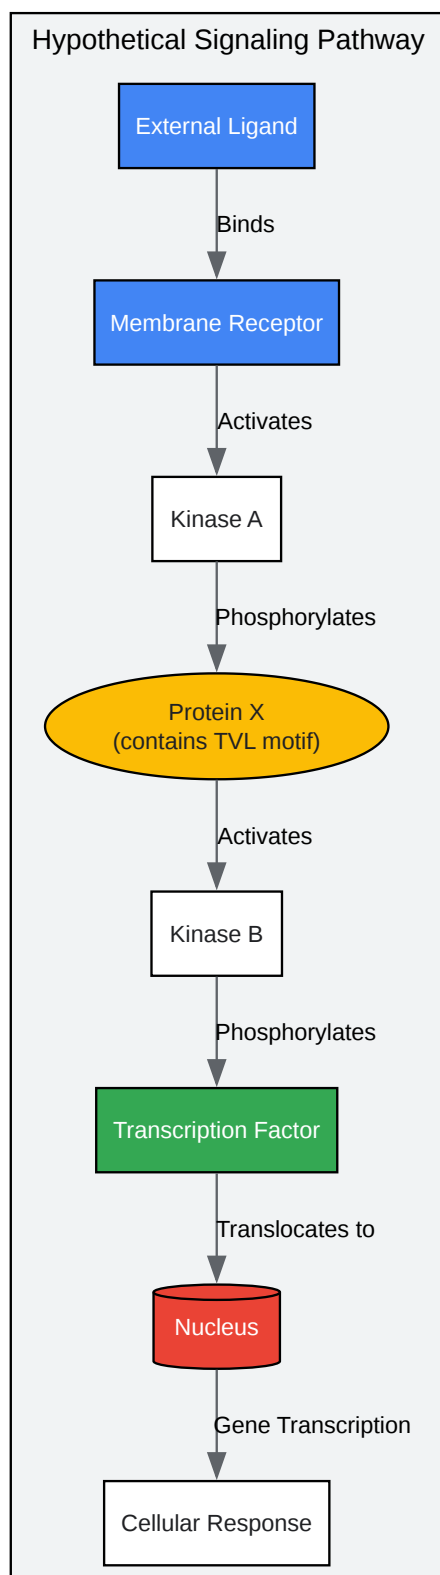 Hypothetical Signaling Pathway
External Ligand
Binds
Membrane Receptor
Activates
Kinase A
Phosphorylates
Protein X
(contains TVL motif)
Activates
Kinase B
Phosphorylates
Transcription Factor
Translocates to
Nucleus
Gene Transcription
Cellular Response